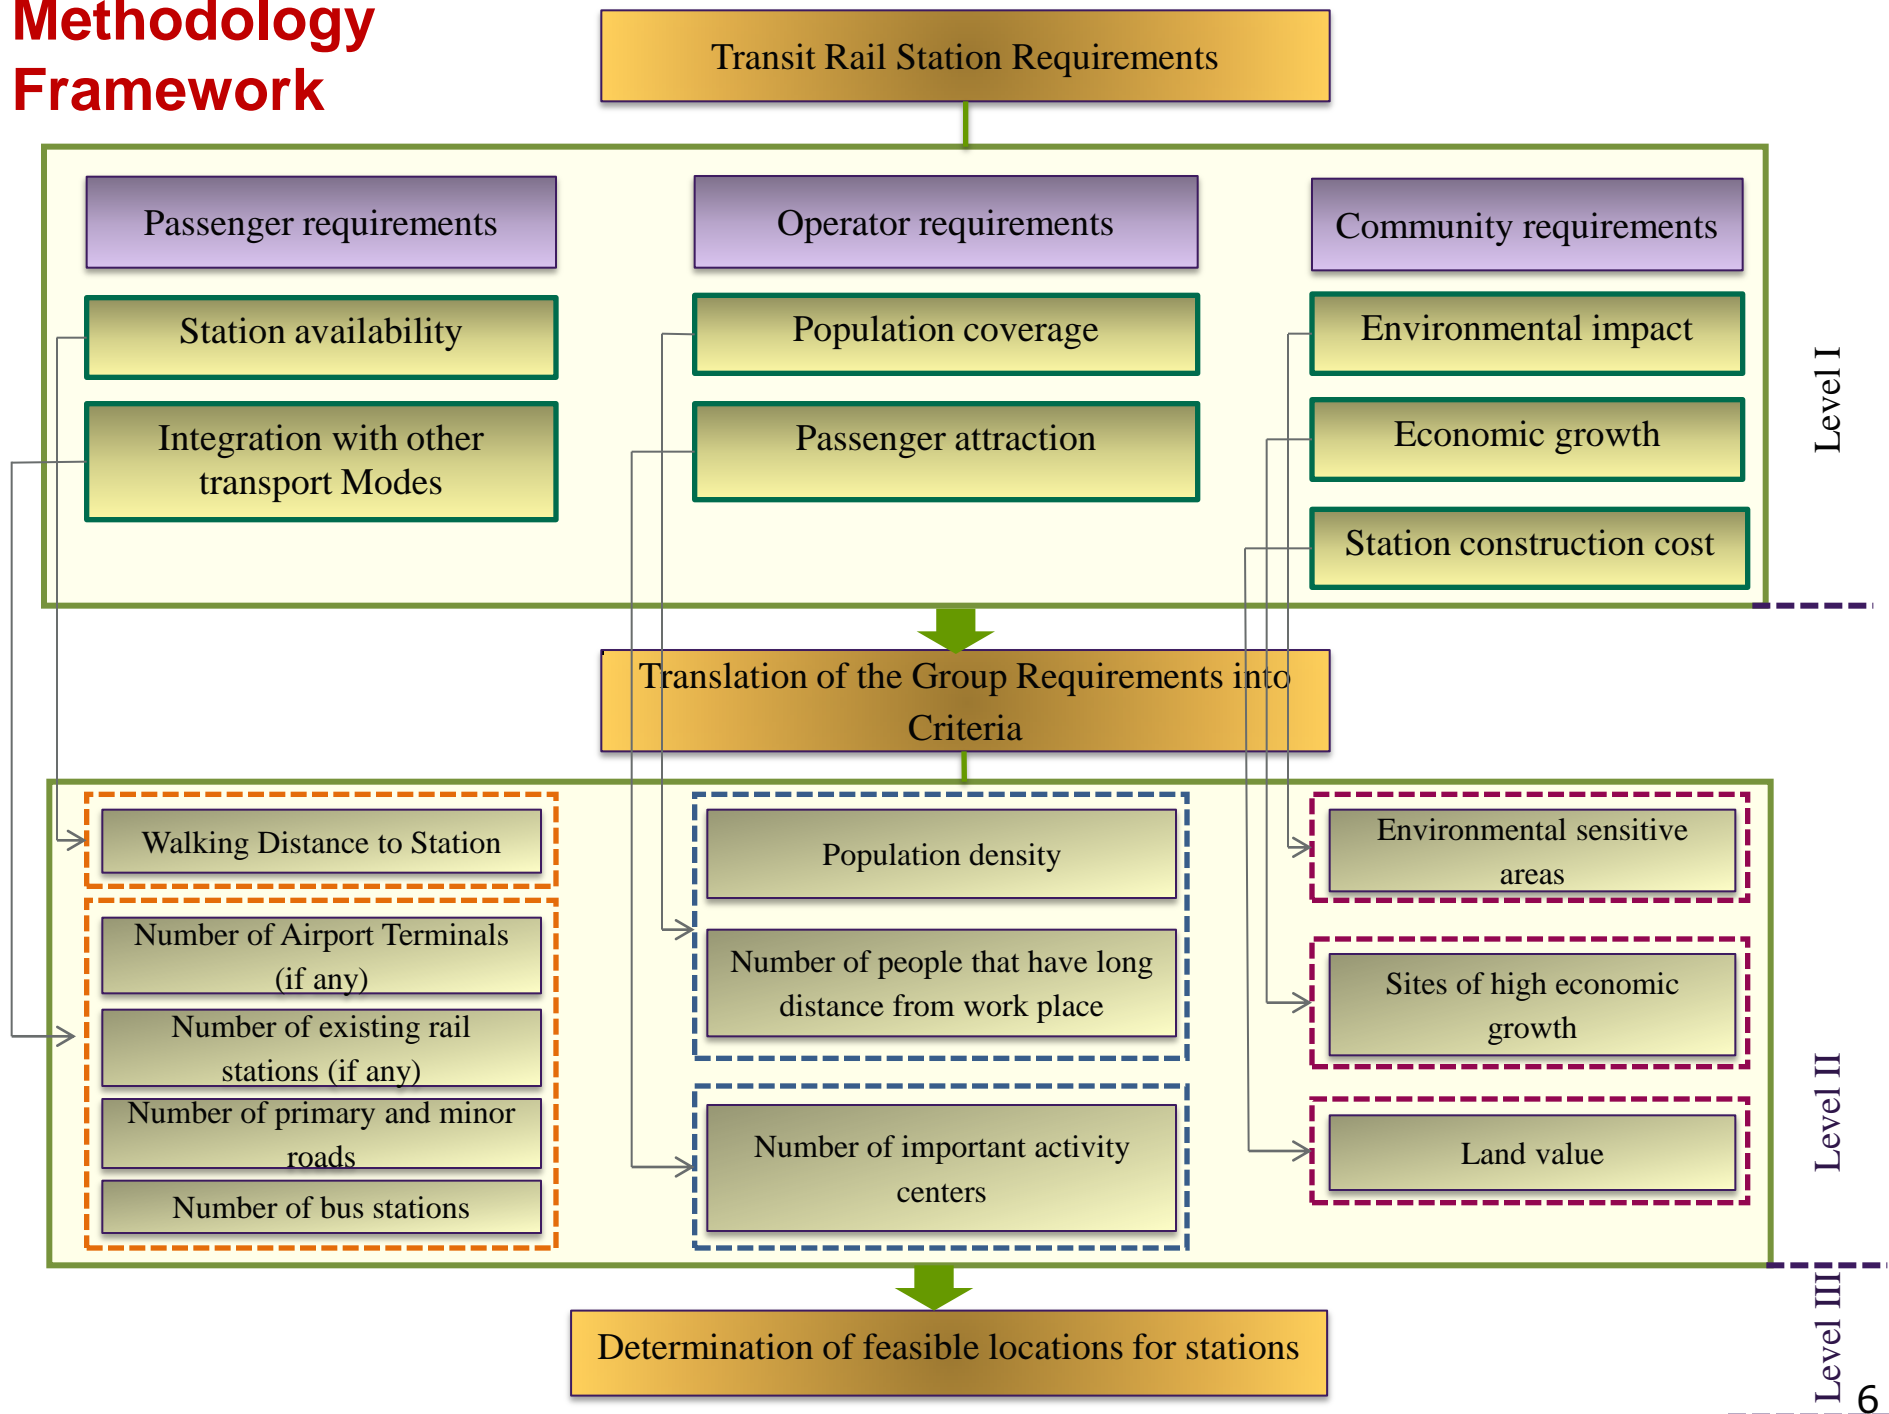 Methodology
Framework
Transit Rail Station Requirements
Passenger requirements
Operator requirements
Community requirements
Station availability
Population coverage
Environmental impact
Integration with other
transport Modes
Passenger attraction
Economic growth
Station construction cost
Level I
Translation of the Group Requirements into
Criteria
Walking Distance to Station
Number of Airport Terminals
(if any)
Number of existing rail
stations (if any)
Number of primary and minor
roads
Number of bus stations
Population density
Number of people that have long
distance from work place
Number of important activity
centers
Environmental sensitive
areas
Sites of high economic
growth
Land value
Level II
Determination of feasible locations for stations
Level III
6